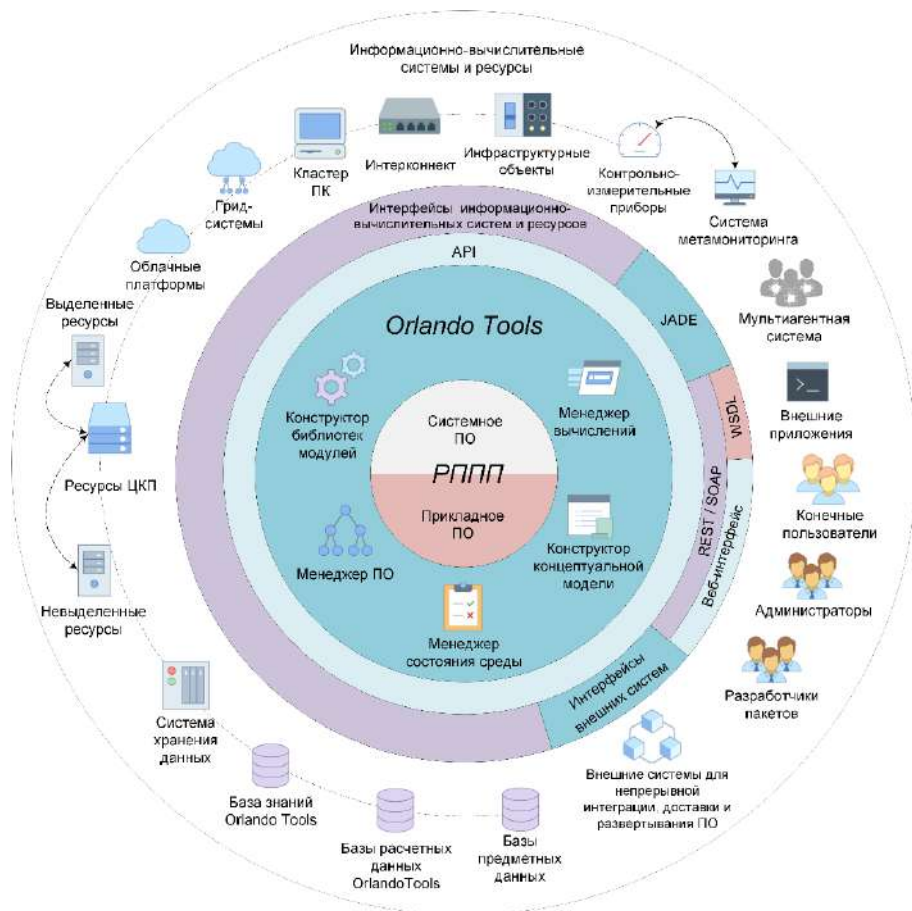 Информационно-вычислительные
системы и ресурсы
Кластер
ПК
Интерконнект
Инфраструктурные
объекты
Контрольно-
измерительные
приборы
Система
метамониторинга
Грид-
системы
Облачные
платформы
Выделенные
ресурсы
Ресурсы ЦКП
Невыделенные
ресурсы
Система
хранения
данных
База знаний
Orlando Tools
Базы расчетных
данных
OrlandoTools
Базы
предметных
данных
Интерфейсы информационно-
вычислительных систем и ресурсов
API
JADE
WSDL
REST / SOAP
Веб-интерфейс
Интерфейсы
внешних систем
Orlando Tools
Конструктор
библиотек
модулей
Менеджер
вычислений
Системное
ПО
РППП
Прикладное
ПО
Менеджер ПО
Конструктор
концептуальной
модели
Менеджер
состояния среды
Мультиагентная
система
Внешние
приложения
Конечные
пользователи
Администраторы
Разработчики
пакетов
Внешние системы для
непрерывной
интеграции, доставки и
развертывания ПО